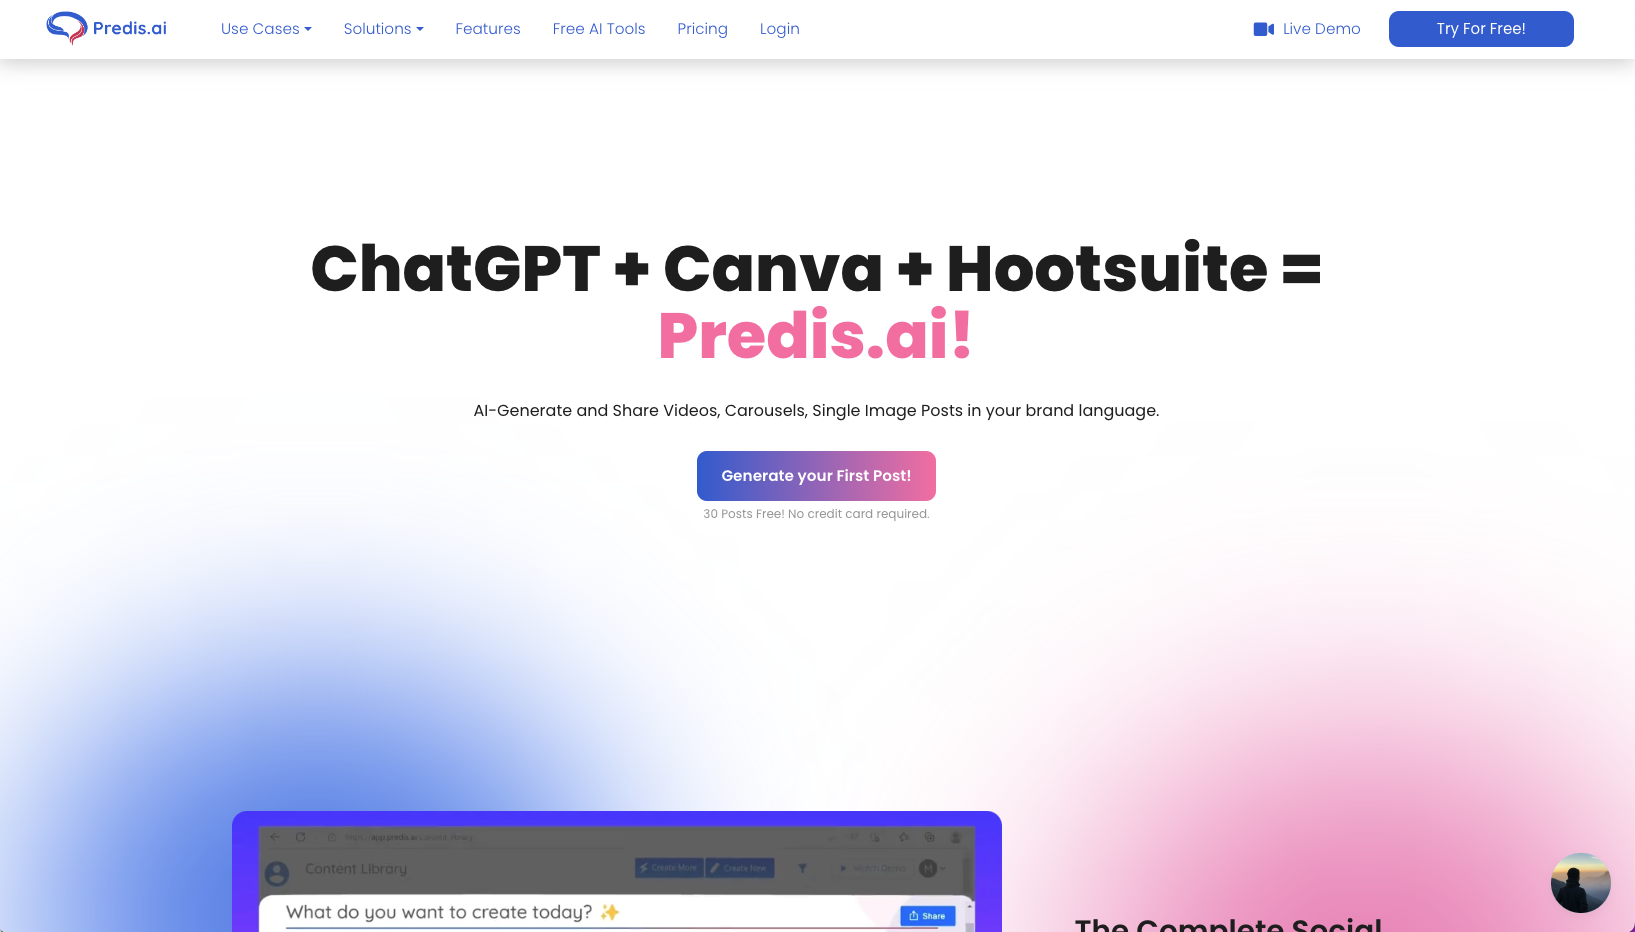 Predis.ai
Use Cases
Solutions
Features
Free AI Tools
Pricing
Login
Live Demo
Try For Free!
ChatGPT + Canva + Hootsuite =
Predis.ai!
AI-Generate and Share Videos, Carousels, Single Image Posts in your brand language.
Generate your First Post!
30 Posts Free! No credit card required.
Content Library
Create More
Create New
M
What do you want to create today? ✨
Share
The Complete Social